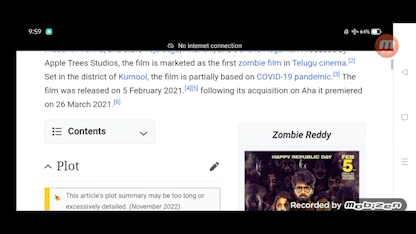 9:59
64%
No internet connection
Apple Trees Studios, the film is marketed as the first zombie film in Telugu cinema.[2]
Set in the district of Kurnool, the film is partially based on COVID-19 pandemic.[3] The
film was released on 5 February 2021.[4][5] following its acquisition on Aha it premiered
on 26 March 2021.[6]
Contents
Zombie Reddy
Plot
HAPPY REPUBLIC DAY
FEB
5
This article's plot summary may be too long or
excessively detailed. (November 2022)
Recorded by mobizen